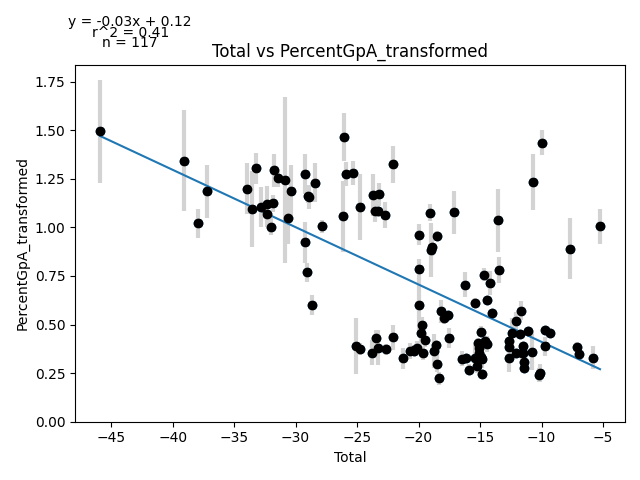 y = -0.03x + 0.12
r^2 = 0.41
n = 117
Total vs PercentGpA_transformed
PercentGpA_transformed
1.75
1.50
1.25
1.00
0.75
0.50
0.25
0.00
−45 −40 −35 −30 −25 −20 −15 −10 −5
Total